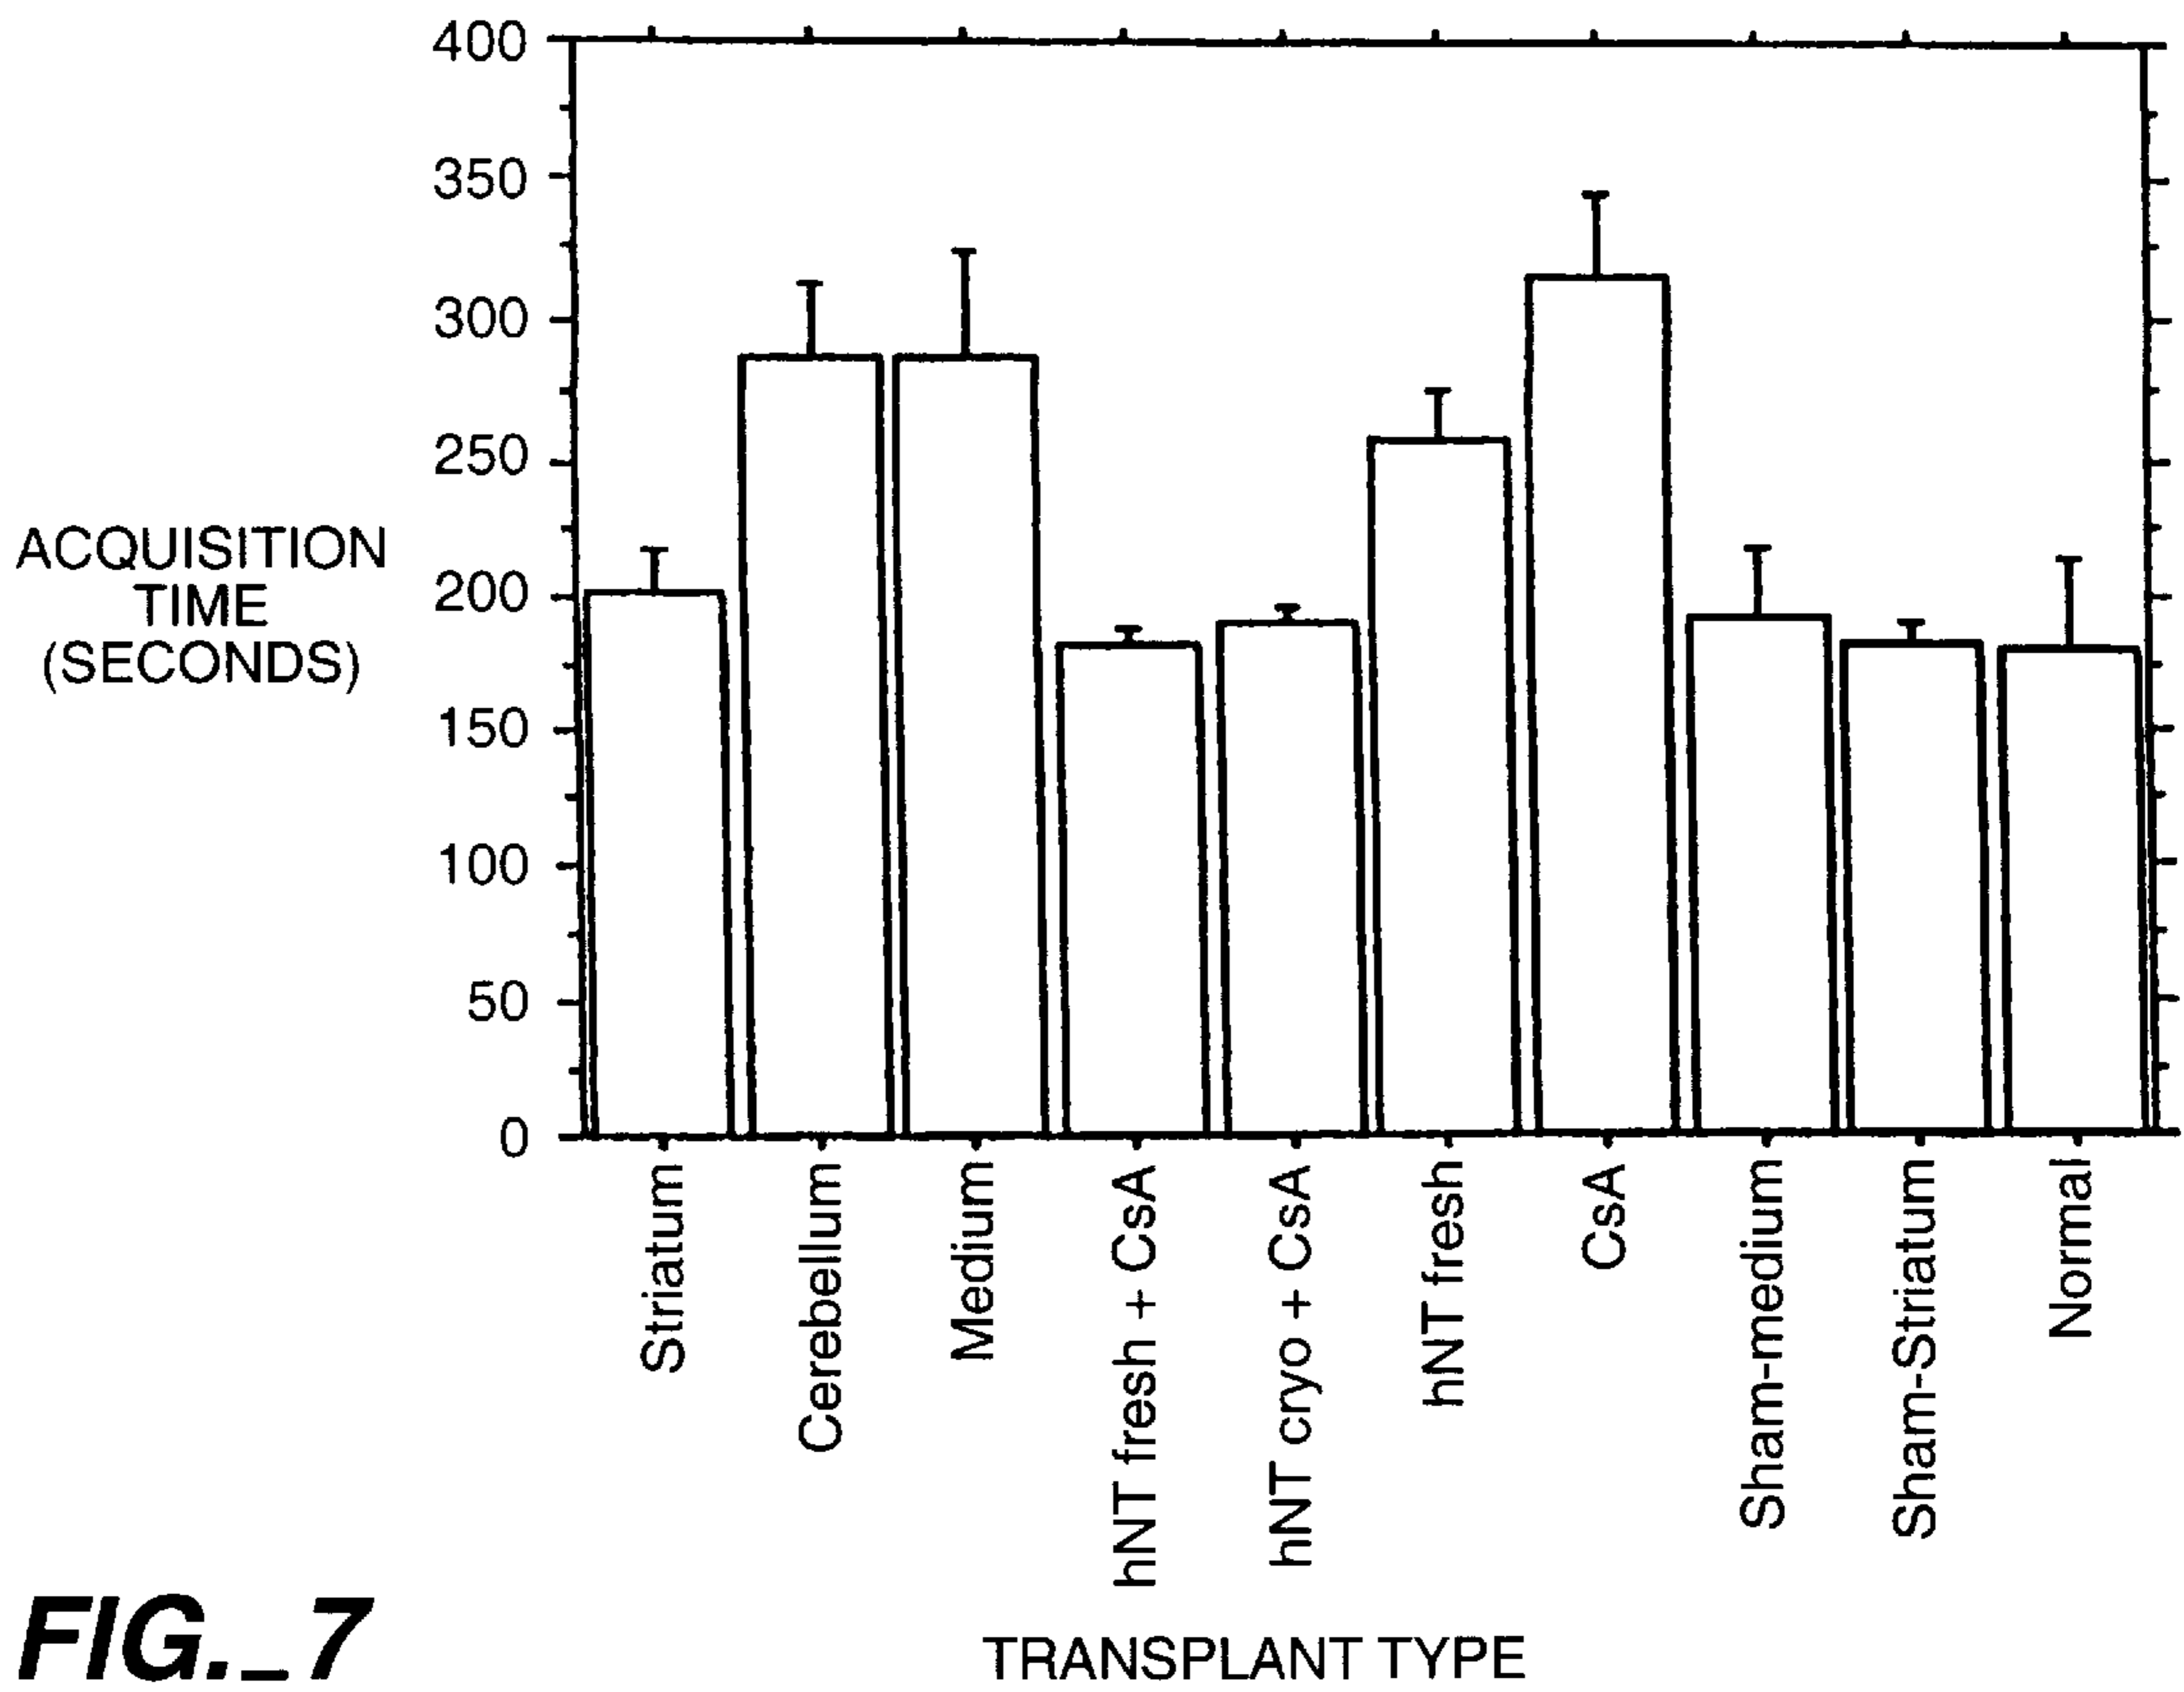 400
350
300
250
200
150
100
50
0
ACQUISITION
TIME
(SECONDS)
Striatum
Cerebellum
Medium
hNT fresh + CsA
hNT cryo + CsA
hNT fresh
CsA
Sham-medium
Sham-Striatum
Normal
TRANSPLANT TYPE
FIG._7